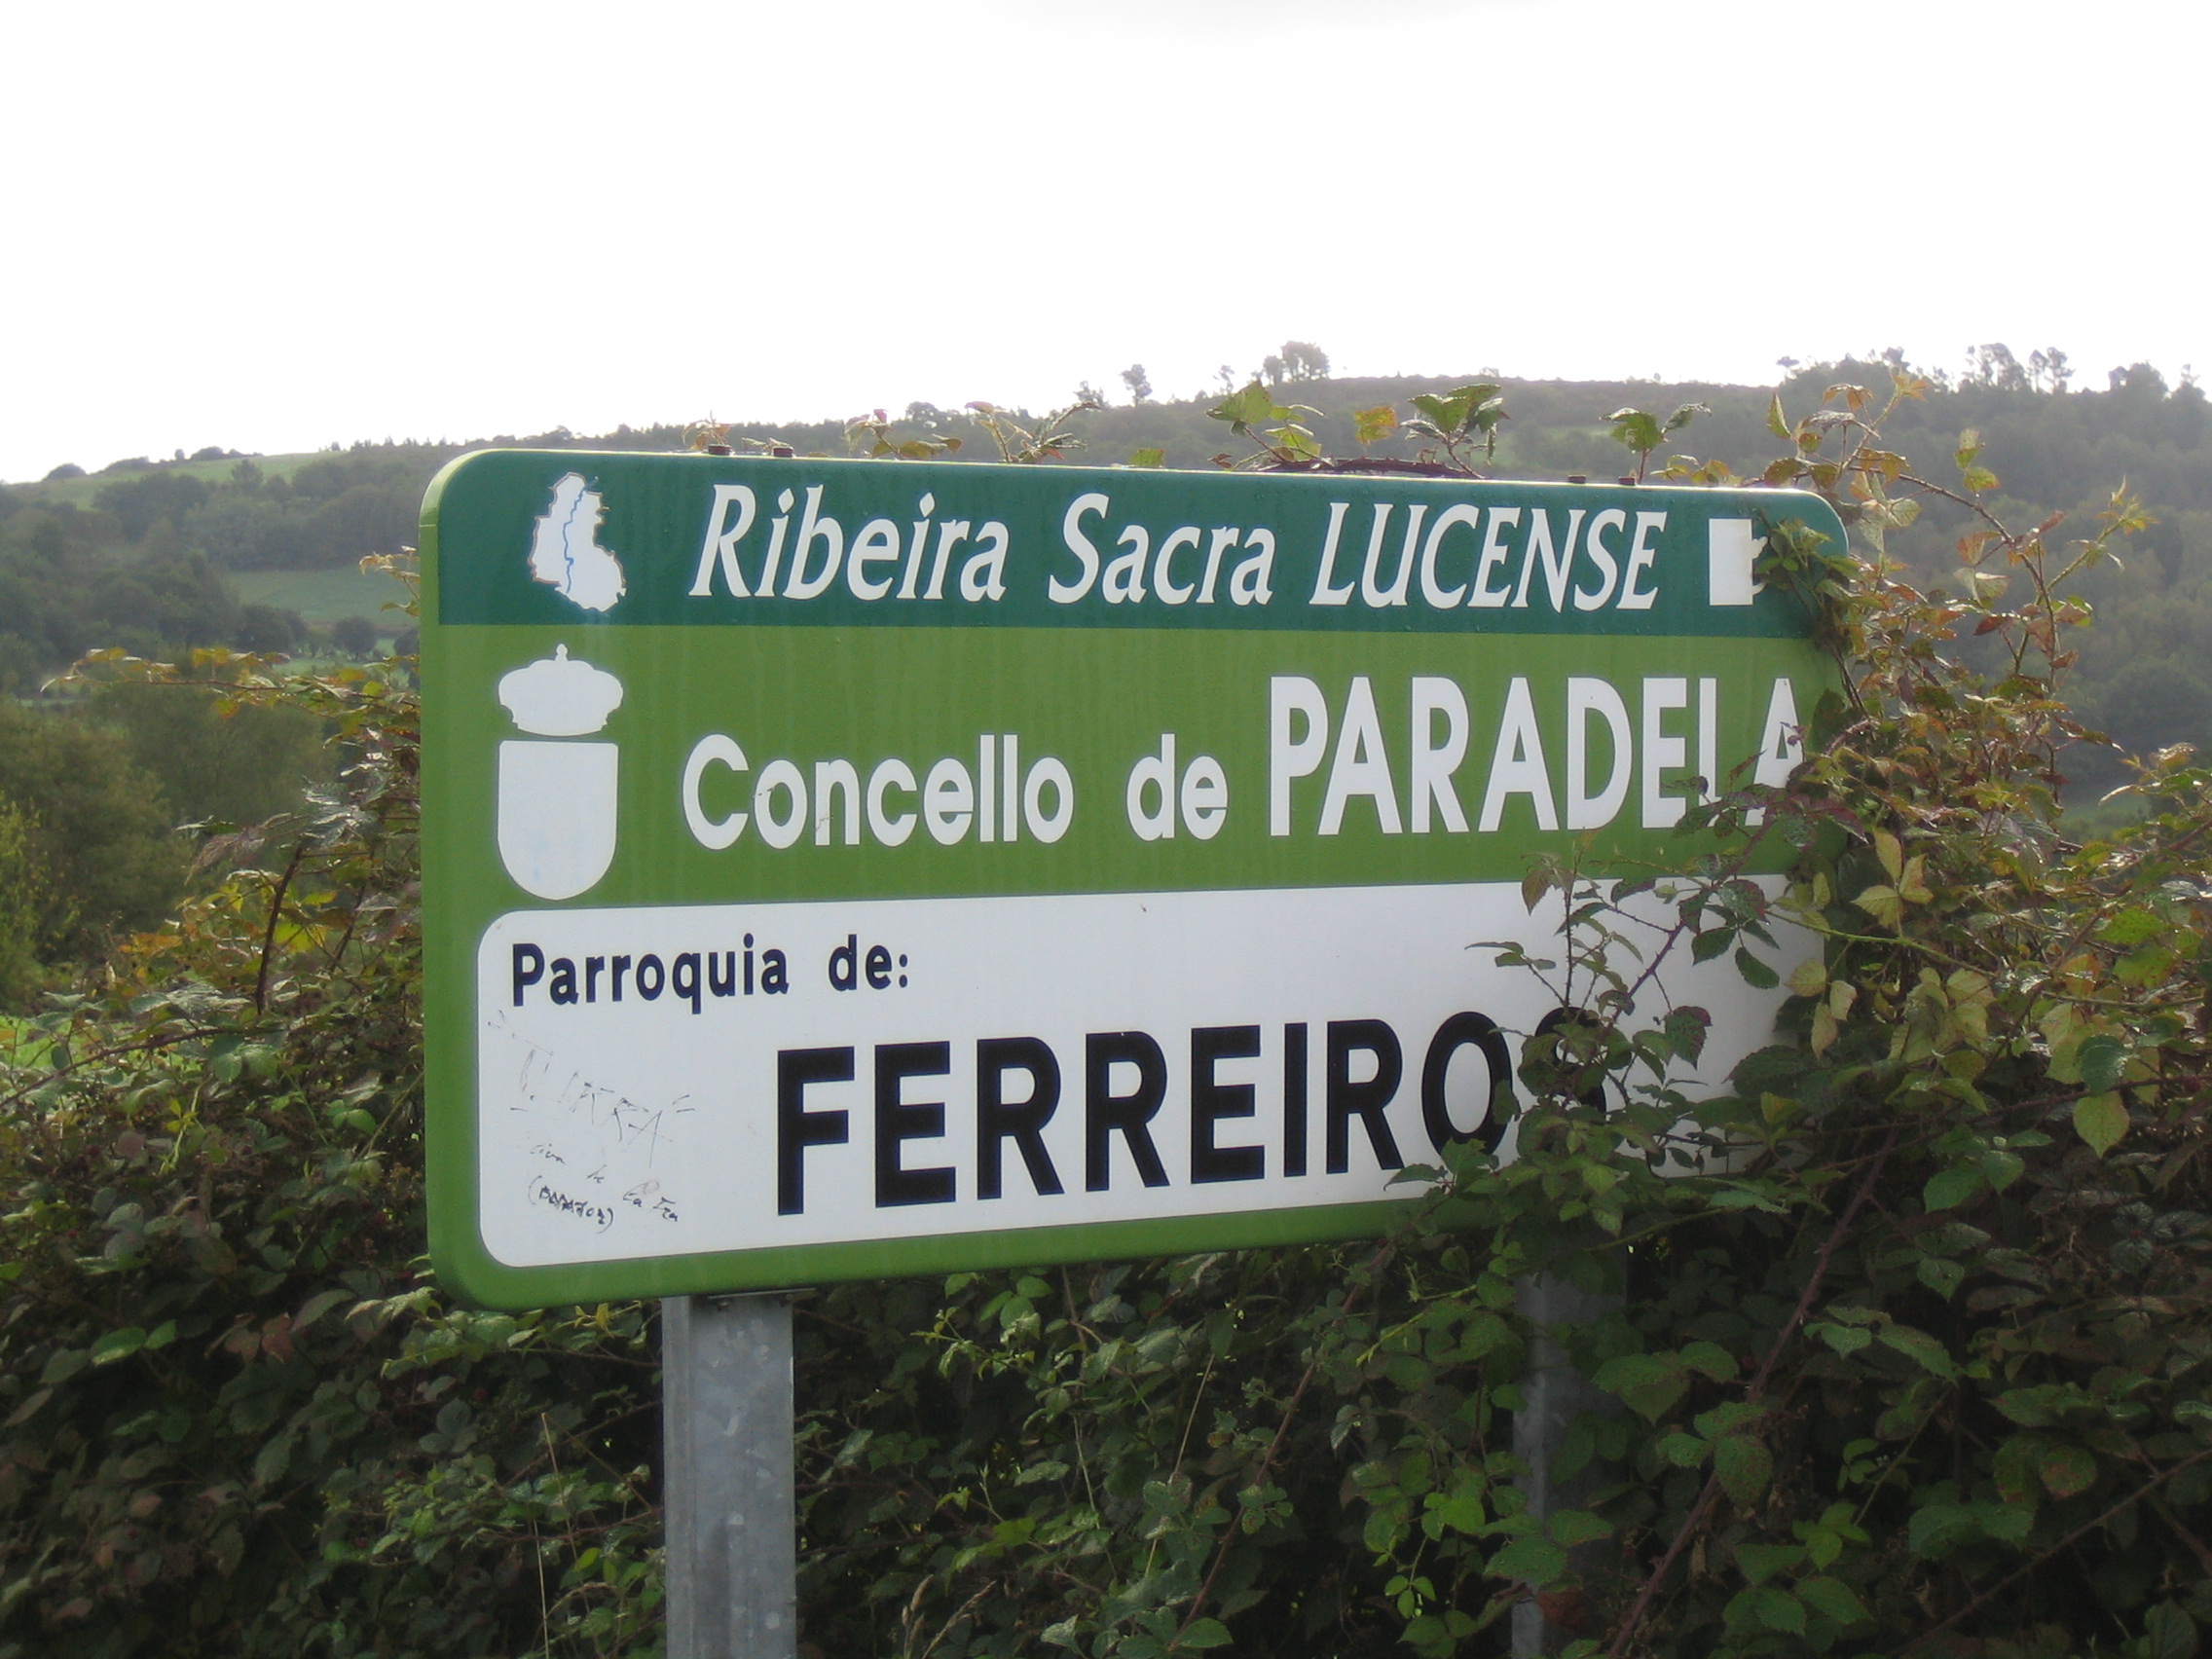 Ribeira Sacra LUCENSE
Concello de PARADELA
Parroquia de:
FERREIROS